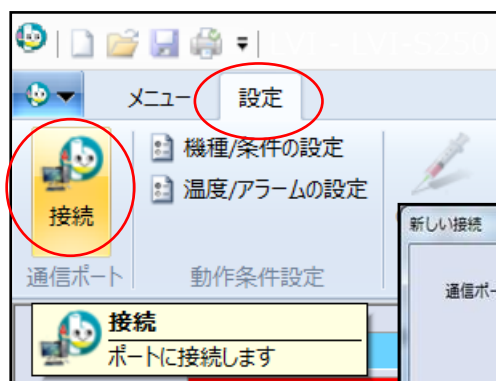 メニュー 設定
接続
機種/条件の設定
温度/アラームの設定
通信ポート
動作条件設定
新しい接続
通信ポー
接続
ポートに接続します